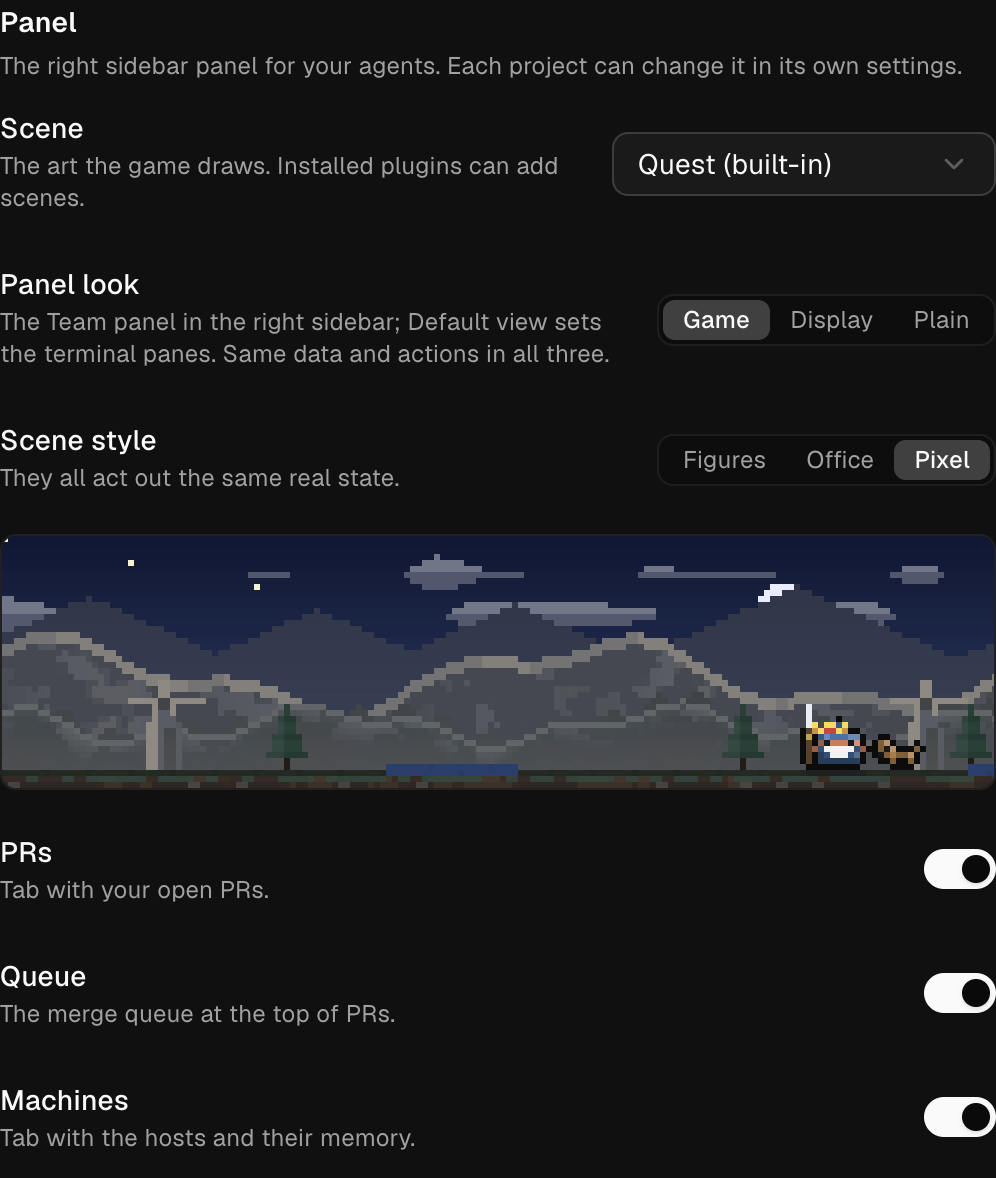 Panel
The right sidebar panel for your agents. Each project can change it in its own settings.
Scene
The art the game draws. Installed plugins can add
scenes.
Quest (built-in)
Panel look
The Team panel in the right sidebar; Default view sets
the terminal panes. Same data and actions in all three.
Game Display Plain
Scene style
They all act out the same real state.
Figures Office Pixel
PRs
Tab with your open PRs.
Queue
The merge queue at the top of PRs.
Machines
Tab with the hosts and their memory.